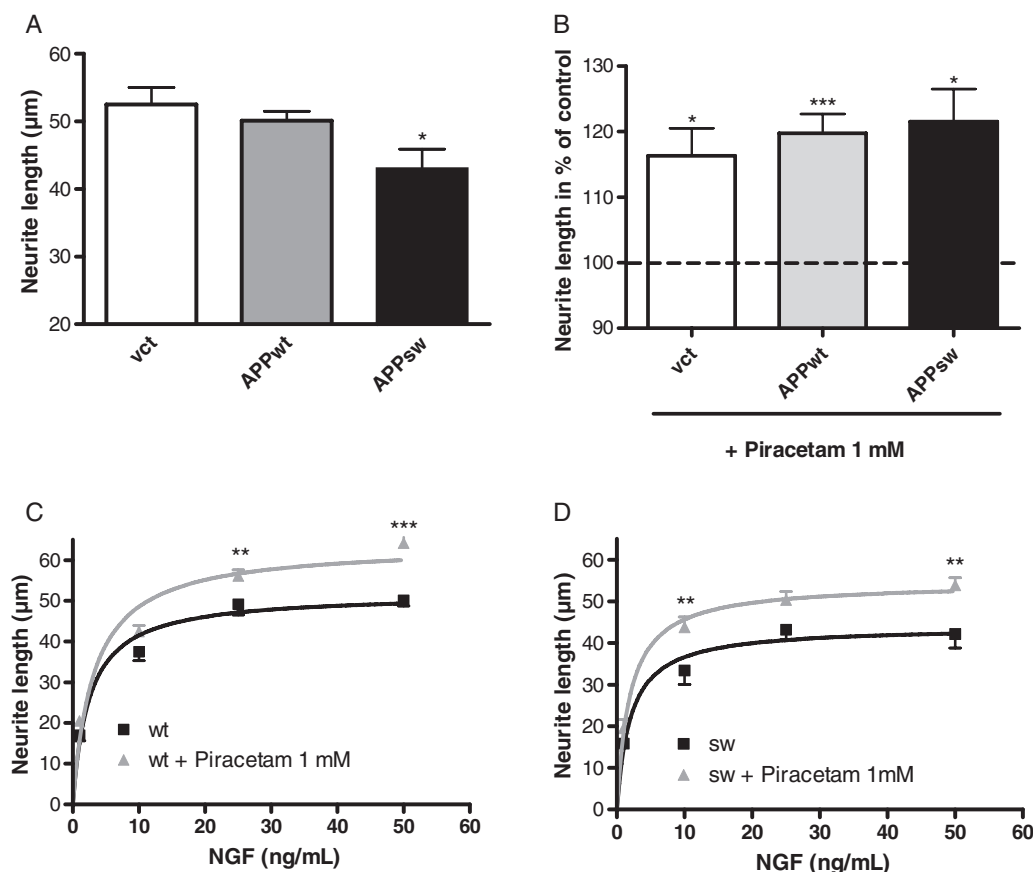 A
Neurite length (µm)
60
50
40
30
20
*
vct
APPwt
APPsw
B
Neurite length in % of control
130
120
110
100
90
*
***
*
vct
APPwt
APPsw
+ Piracetam 1 mM
C
Neurite length (µm)
60
50
40
30
20
10
0
**
***
wt
wt + Piracetam 1 mM
0 10 20 30 40 50 60
NGF (ng/mL)
D
Neurite length (µm)
60
50
40
30
20
10
0
**
**
sw
sw + Piracetam 1mM
0 10 20 30 40 50 60
NGF (ng/mL)